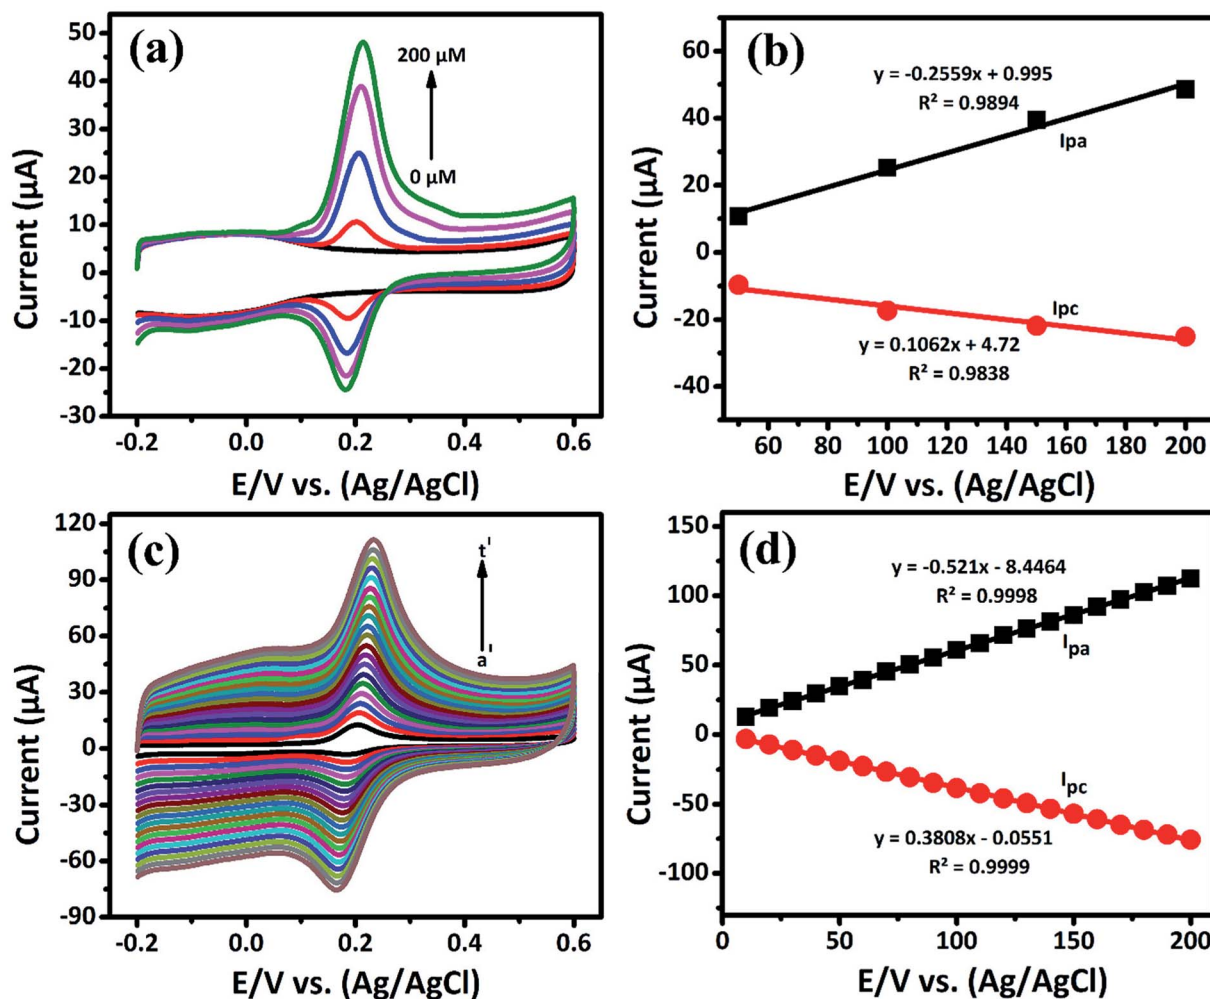 (a)
200 μM
0 μM
60
50
40
30
20
10
0
-10
-20
-30
Current (μA)
-0.2
0.0
0.2
0.4
0.6
E/V vs. (Ag/AgCl)
(b)
y = -0.2559x + 0.995
R² = 0.9894
Ipa
Ipc
y = 0.1062x + 4.72
R² = 0.9838
60
40
20
0
-20
-40
Current (μA)
60
80
100
120
140
160
180
200
E/V vs. (Ag/AgCl)
(c)
t'
a'
120
90
60
30
0
-30
-60
-90
Current (μA)
-0.2
0.0
0.2
0.4
0.6
E/V vs. (Ag/AgCl)
(d)
y = -0.521x - 8.4464
R² = 0.9998
Ipa
Ipc
y = 0.3808x - 0.0551
R² = 0.9999
150
100
50
0
-50
-100
Current (μA)
0
50
100
150
200
E/V vs. (Ag/AgCl)